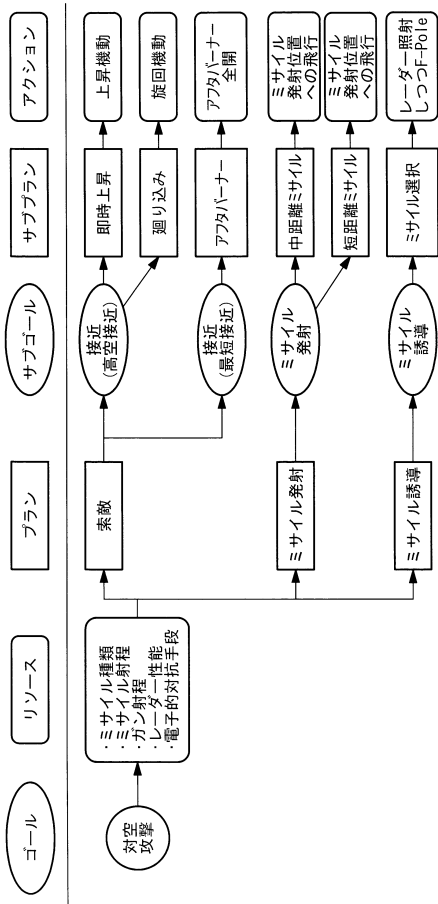 ゴール
リソース
プラン
サブゴール
サブプラン
アクション
対空
攻撃
・ミサイル種類
・ミサイル射程
・ガン射程
・レーダー性能
・電子的対抗手段
索敵
接近
(高空接近)
即時上昇
上昇機動
廻り込み
旋回機動
接近
(最短接近)
アフタバーナー
アフタバーナー
全開
ミサイル発射
ミサイル
発射
中距離ミサイル
ミサイル
発射位置
への飛行
短距離ミサイル
ミサイル
発射位置
への飛行
ミサイル誘導
ミサイル
誘導
ミサイル選択
レーダー照射
しつつF-Pole